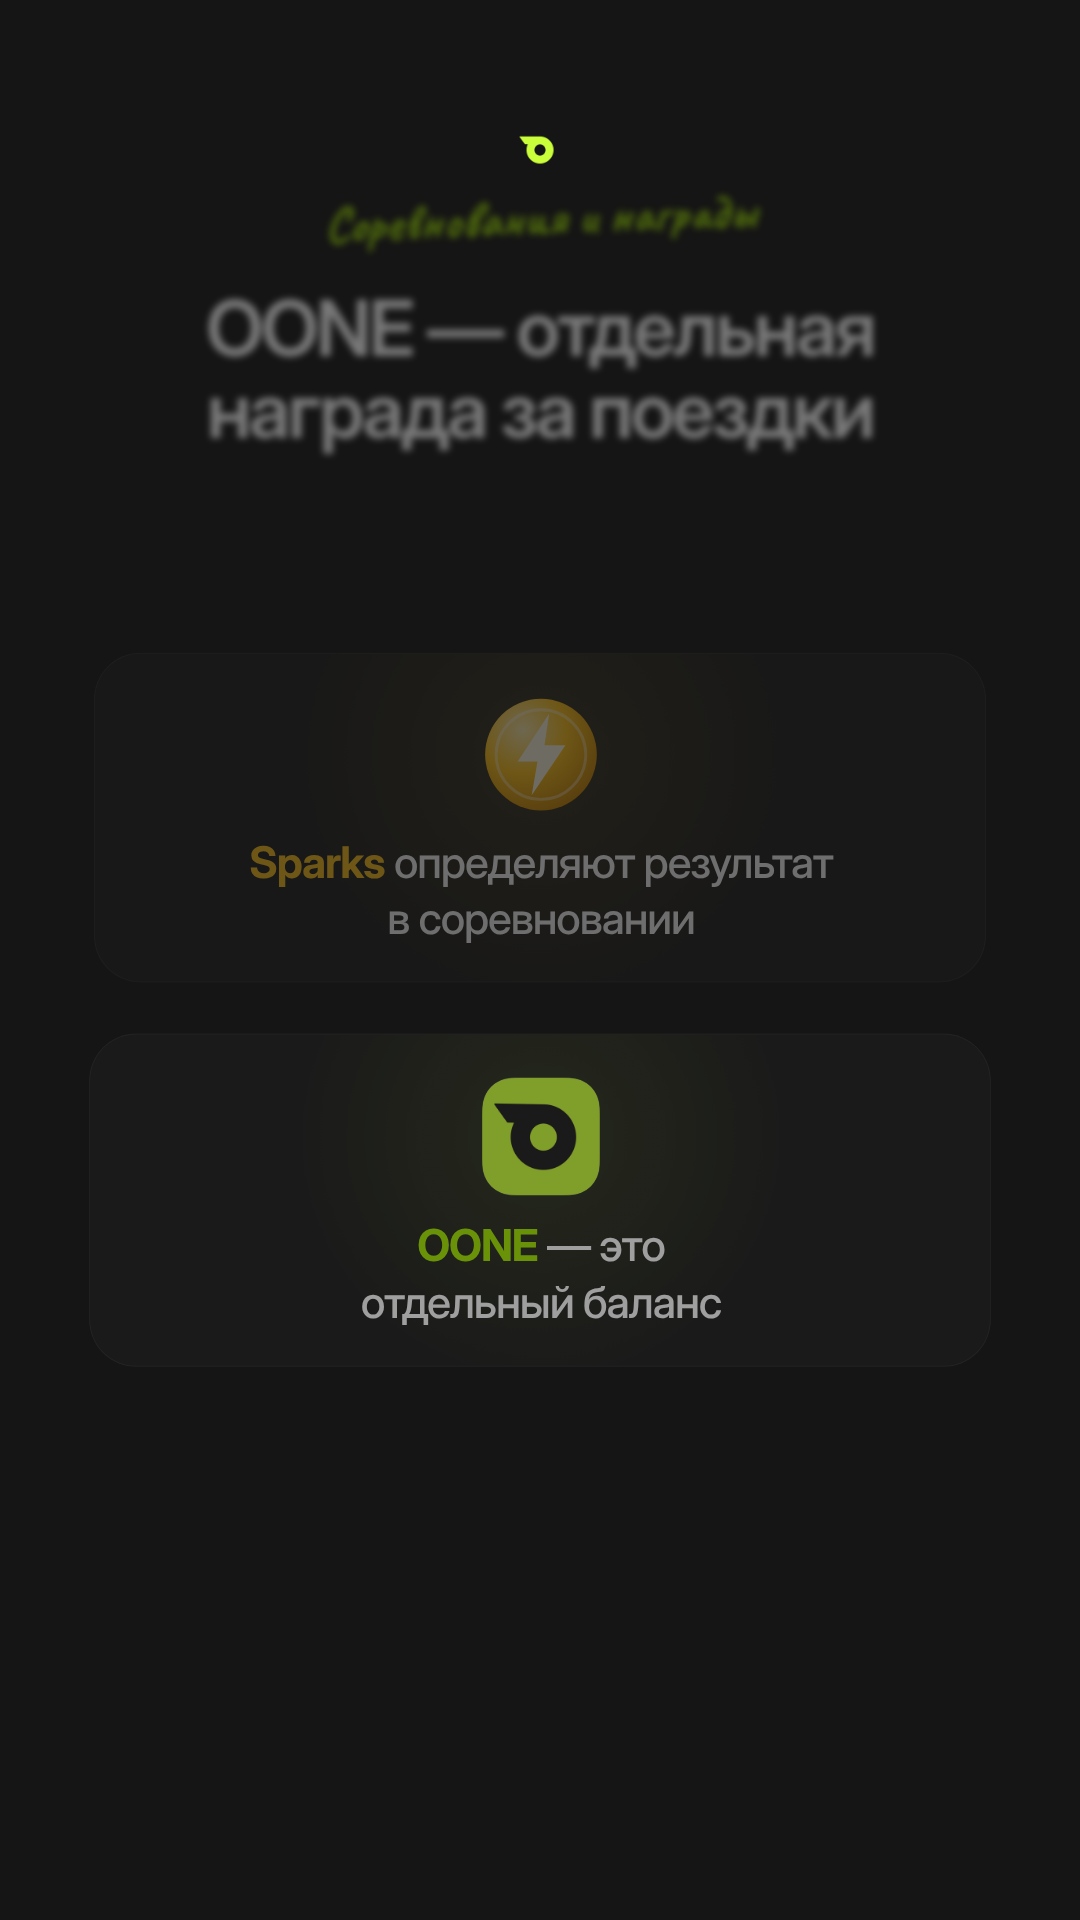 Соревнования и награды
OONE — отдельная
награда за поездки
Sparks определяют результат
в соревновании
OONE — это
отдельный баланс